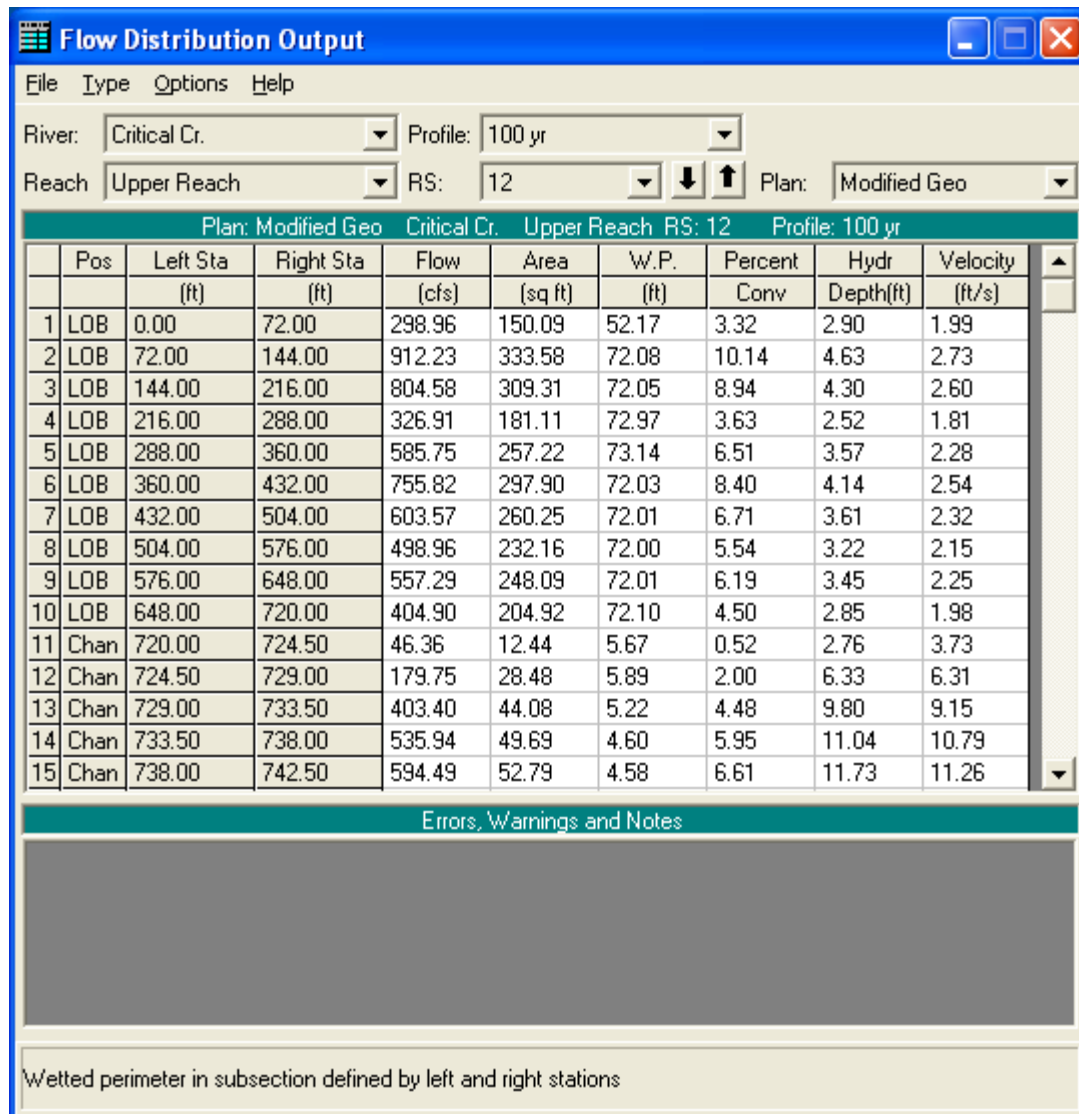 Flow Distribution Output
File Type Options Help
River: Critical Cr. Profile: 100 yr
Reach Upper Reach RS: 12 Plan: Modified Geo
Plan: Modified Geo Critical Cr. Upper Reach RS: 12 Profile: 100 yr
Pos Left Sta Right Sta Flow Area W.P. Percent Hydr Velocity
(ft) (ft) (cfs) (sq ft) (ft) Conv Depth(ft) (ft/s)
1 LOB 0.00 72.00 298.96 150.09 52.17 3.32 2.90 1.99
2 LOB 72.00 144.00 912.23 333.58 72.08 10.14 4.63 2.73
3 LOB 144.00 216.00 804.58 309.31 72.05 8.94 4.30 2.60
4 LOB 216.00 288.00 326.91 181.11 72.97 3.63 2.52 1.81
5 LOB 288.00 360.00 585.75 257.22 73.14 6.51 3.57 2.28
6 LOB 360.00 432.00 755.82 297.90 72.03 8.40 4.14 2.54
7 LOB 432.00 504.00 603.57 260.25 72.01 6.71 3.61 2.32
8 LOB 504.00 576.00 498.96 232.16 72.00 5.54 3.22 2.15
9 LOB 576.00 648.00 557.29 248.09 72.01 6.19 3.45 2.25
10 LOB 648.00 720.00 404.90 204.92 72.10 4.50 2.85 1.98
11 Chan 720.00 724.50 46.36 12.44 5.67 0.52 2.76 3.73
12 Chan 724.50 729.00 179.75 28.48 5.89 2.00 6.33 6.31
13 Chan 729.00 733.50 403.40 44.08 5.22 4.48 9.80 9.15
14 Chan 733.50 738.00 535.94 49.69 4.60 5.95 11.04 10.79
15 Chan 738.00 742.50 594.49 52.79 4.58 6.61 11.73 11.26
Errors, Warnings and Notes
Wetted perimeter in subsection defined by left and right stations